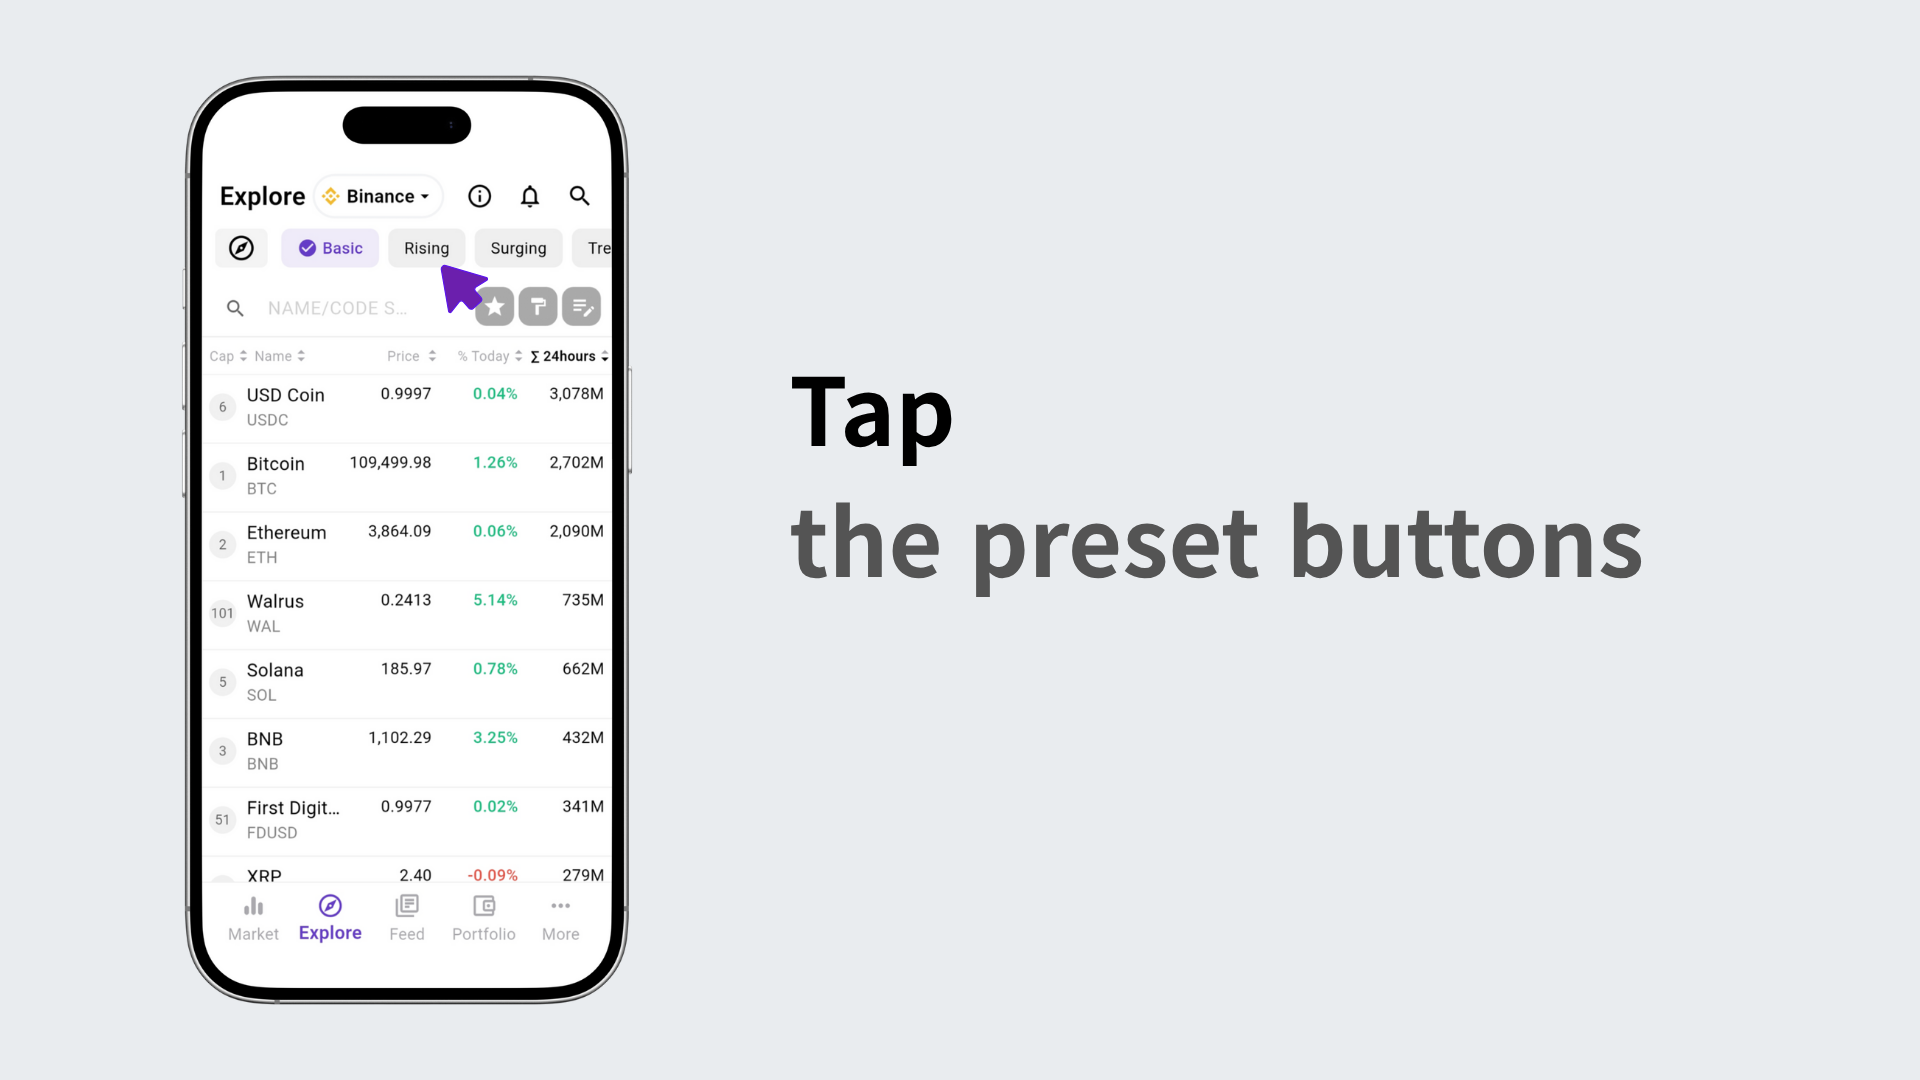 Explore Binance
Basic Rising Surging Tre
NAME/CODE S...
Cap Name Price % Today ∑ 24hours
6 USD Coin 0.9997 0.04% 3,078M
USDC
1 Bitcoin 109,499.98 1.26% 2,702M
BTC
2 Ethereum 3,864.09 0.06% 2,090M
ETH
101 Walrus 0.2413 5.14% 735M
WAL
5 Solana 185.97 0.78% 662M
SOL
3 BNB 1,102.29 3.25% 432M
BNB
51 First Digit... 0.9977 0.02% 341M
FDUSD
XRP 2.40 -0.09% 279M
Market Explore Feed Portfolio More
Tap
the preset buttons